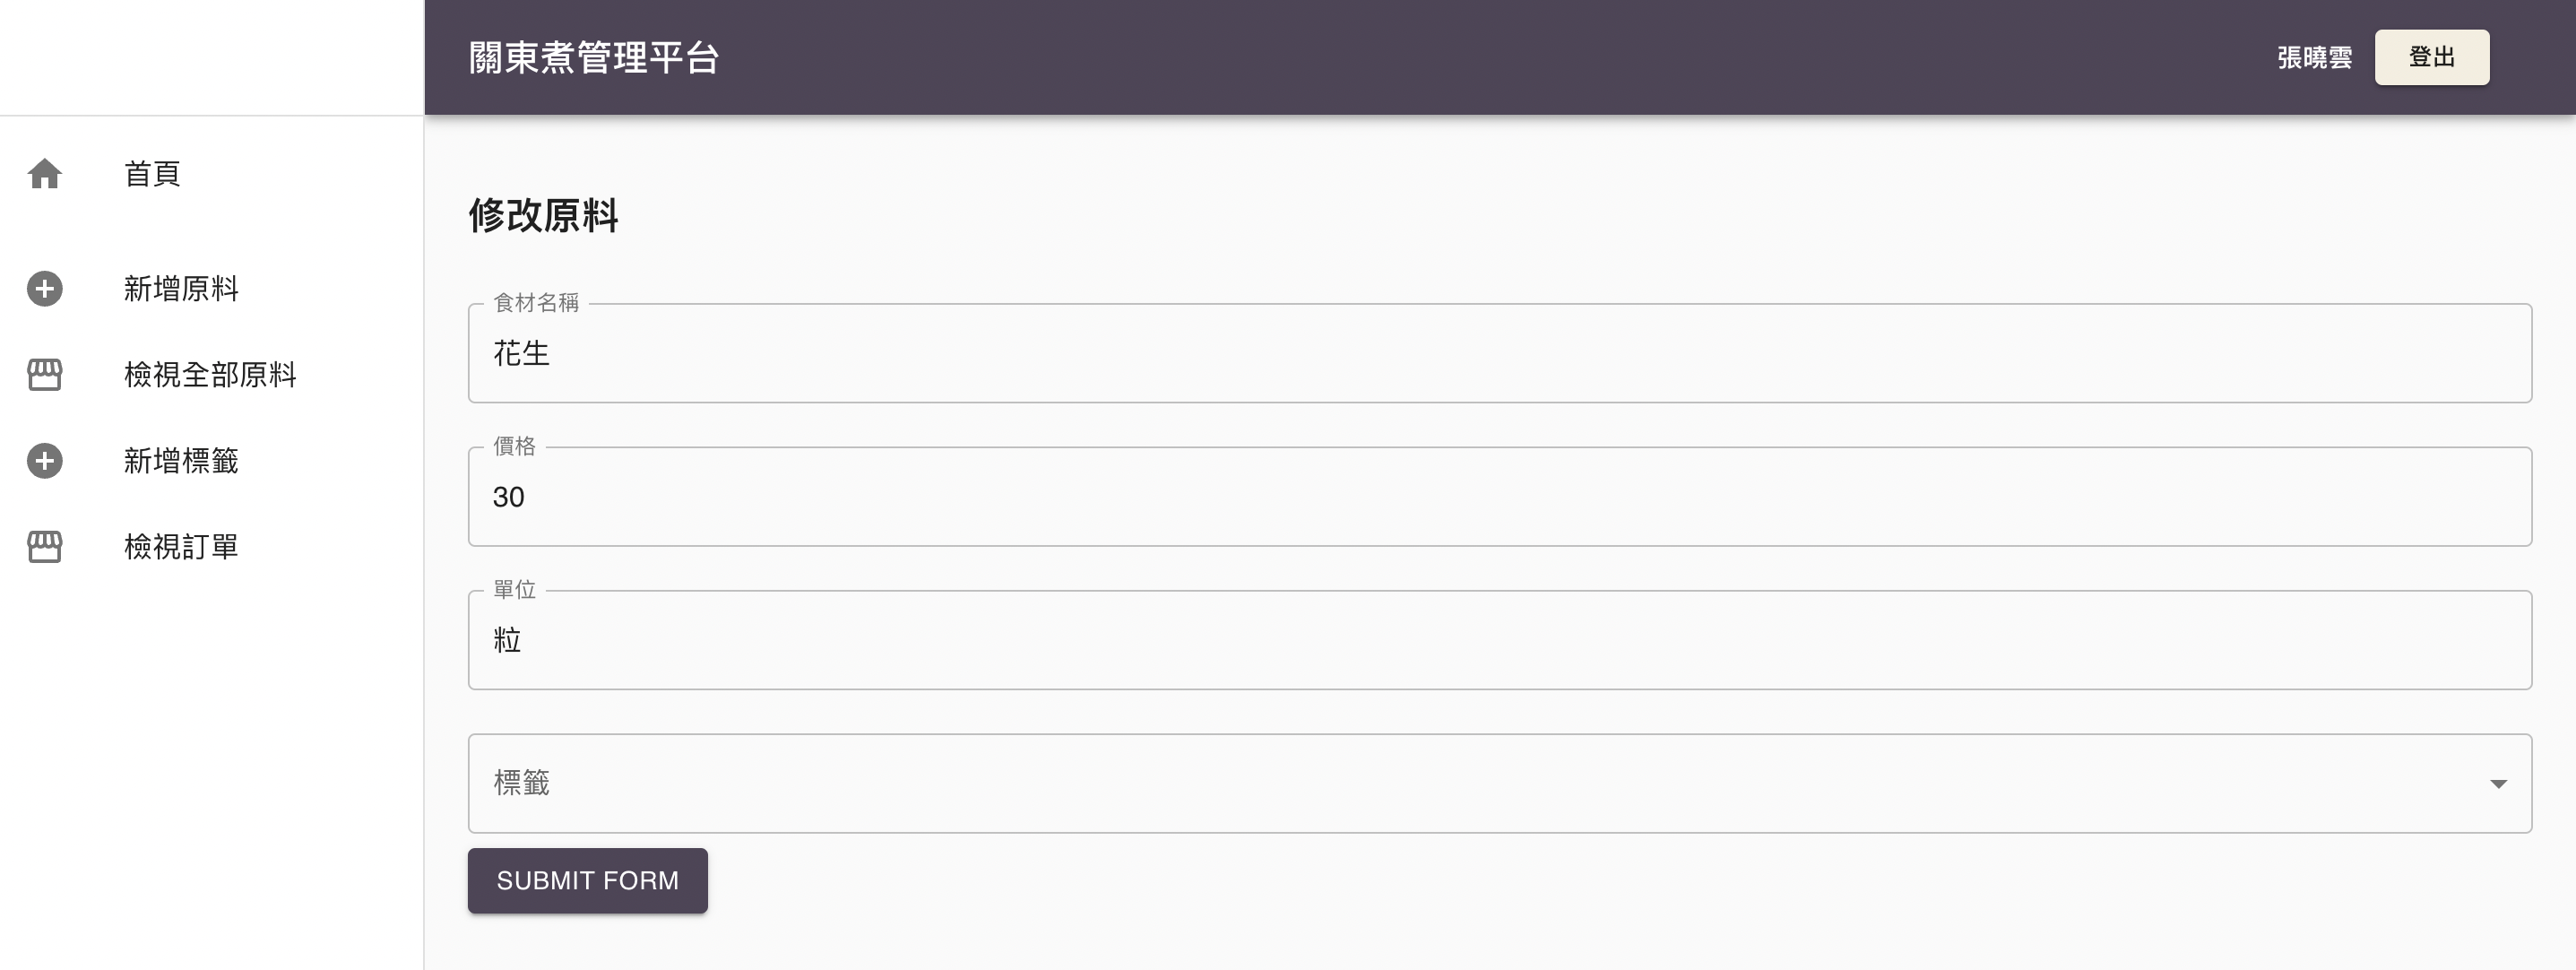 關東煮管理平台
張曉雲
登出
首頁
新增原料
檢視全部原料
新增標籤
檢視訂單
修改原料
食材名稱
花生
價格
30
單位
粒
標籤
SUBMIT FORM